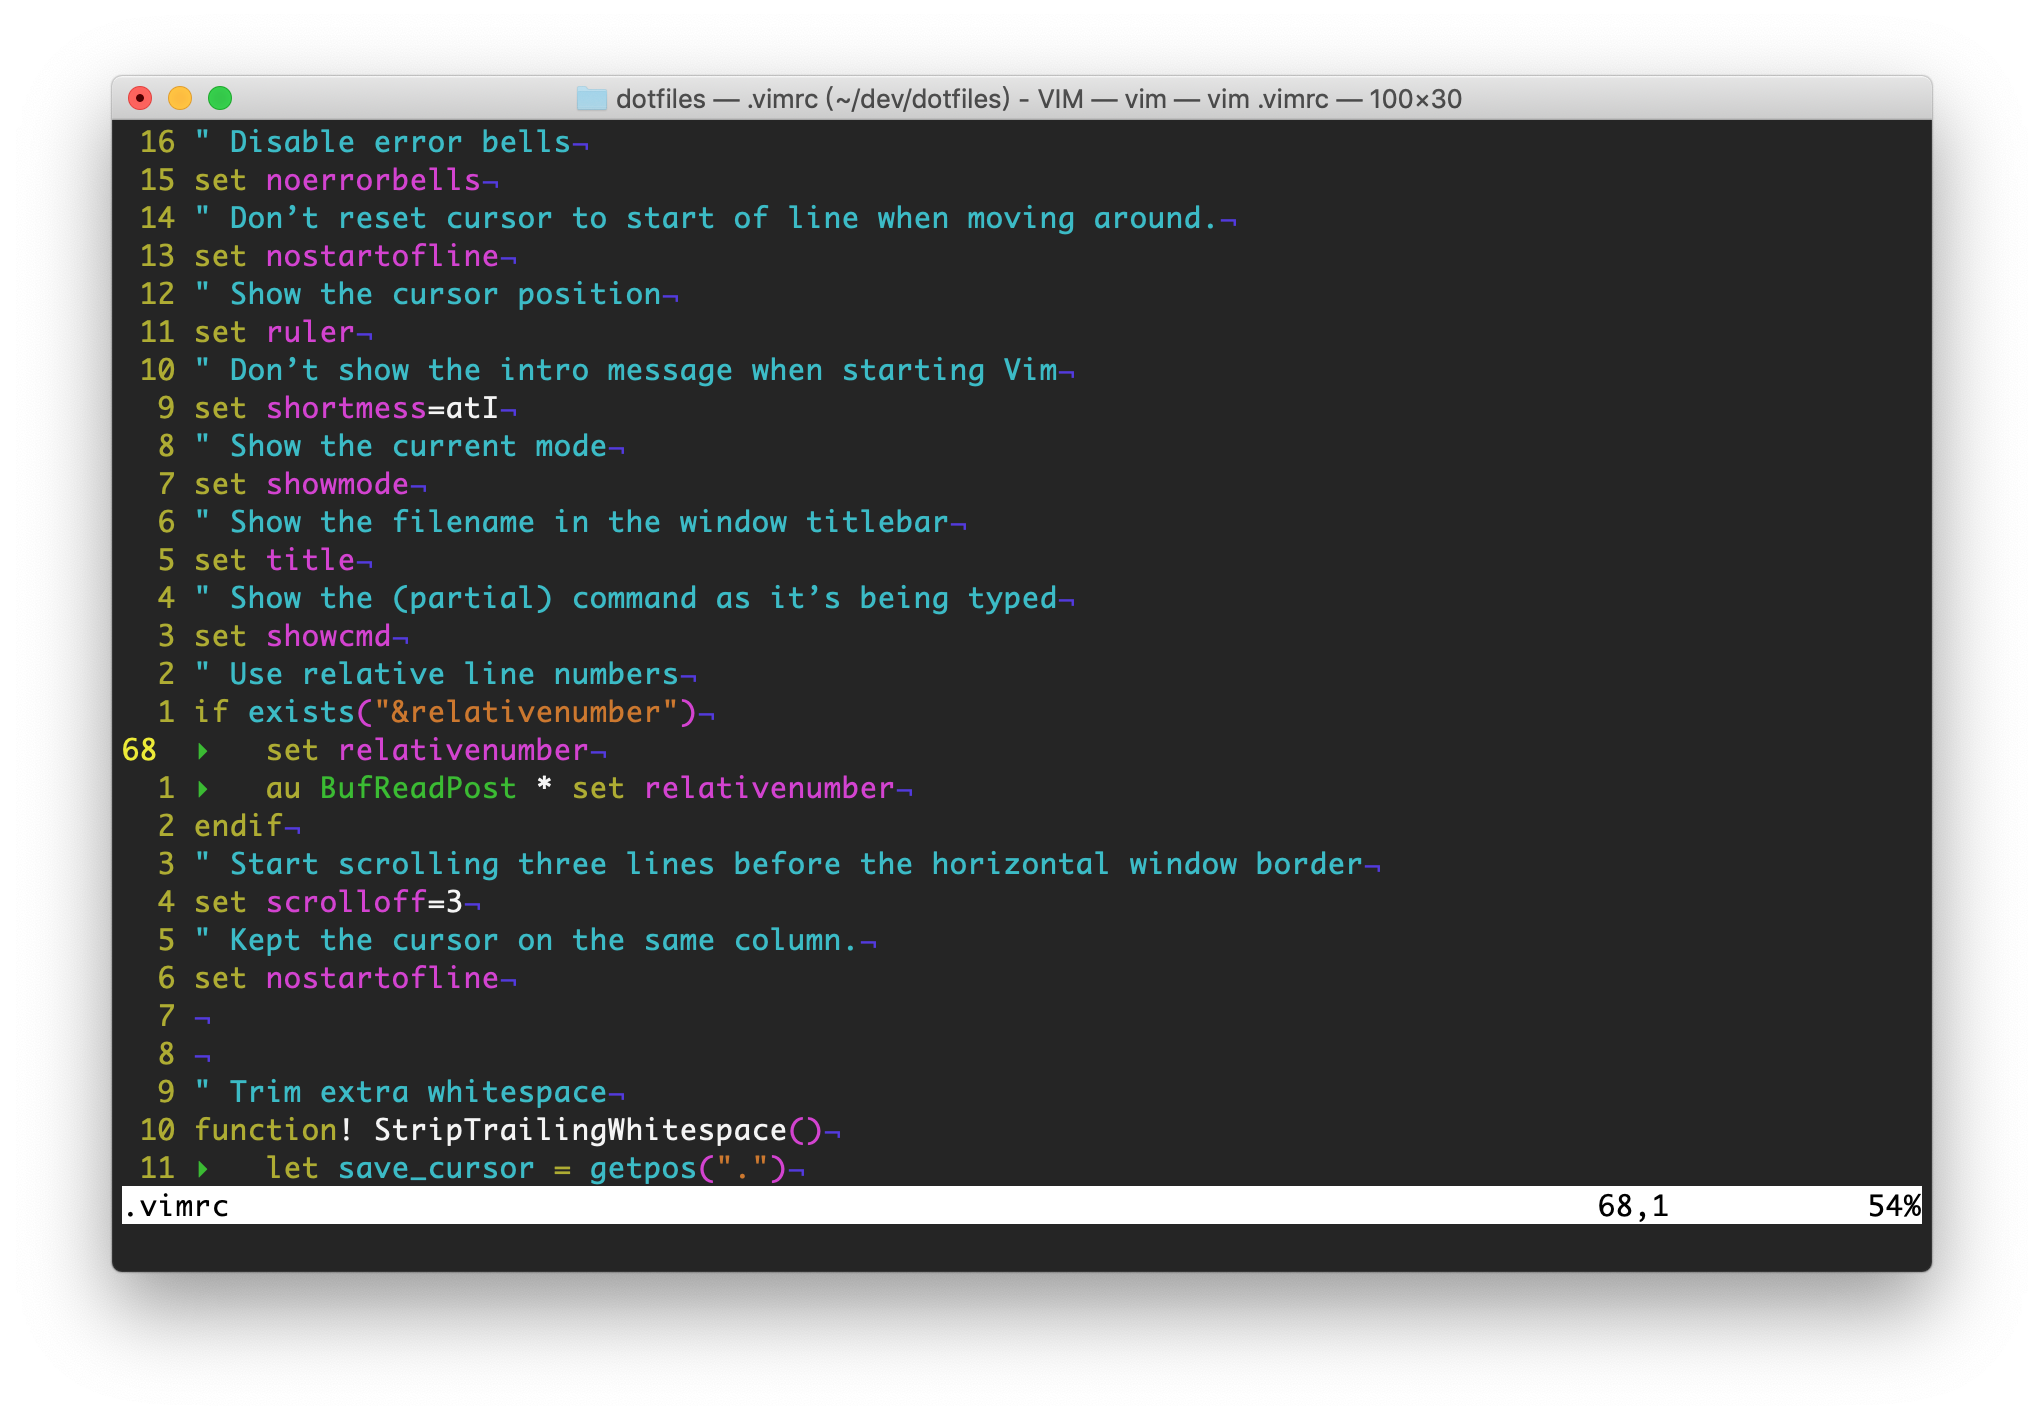 dotfiles — .vimrc (~/dev/dotfiles) - VIM — vim — vim .vimrc — 100×30
16 " Disable error bells¬
15 set noerrorbells¬
14 " Don’t reset cursor to start of line when moving around.¬
13 set nostartofline¬
12 " Show the cursor position¬
11 set ruler¬
10 " Don’t show the intro message when starting Vim¬
9 set shortmess=atI¬
8 " Show the current mode¬
7 set showmode¬
6 " Show the filename in the window titlebar¬
5 set title¬
4 " Show the (partial) command as it’s being typed¬
3 set showcmd¬
2 " Use relative line numbers¬
1 if exists("&relativenumber")¬
68 ▸   set relativenumber¬
1 ▸   au BufReadPost * set relativenumber¬
2 endif¬
3 " Start scrolling three lines before the horizontal window border¬
4 set scrolloff=3¬
5 " Kept the cursor on the same column.¬
6 set nostartofline¬
7 ¬
8 ¬
9 " Trim extra whitespace¬
10 function! StripTrailingWhitespace()¬
11 ▸   let save_cursor = getpos(".")¬
.vimrc 68,1 54%